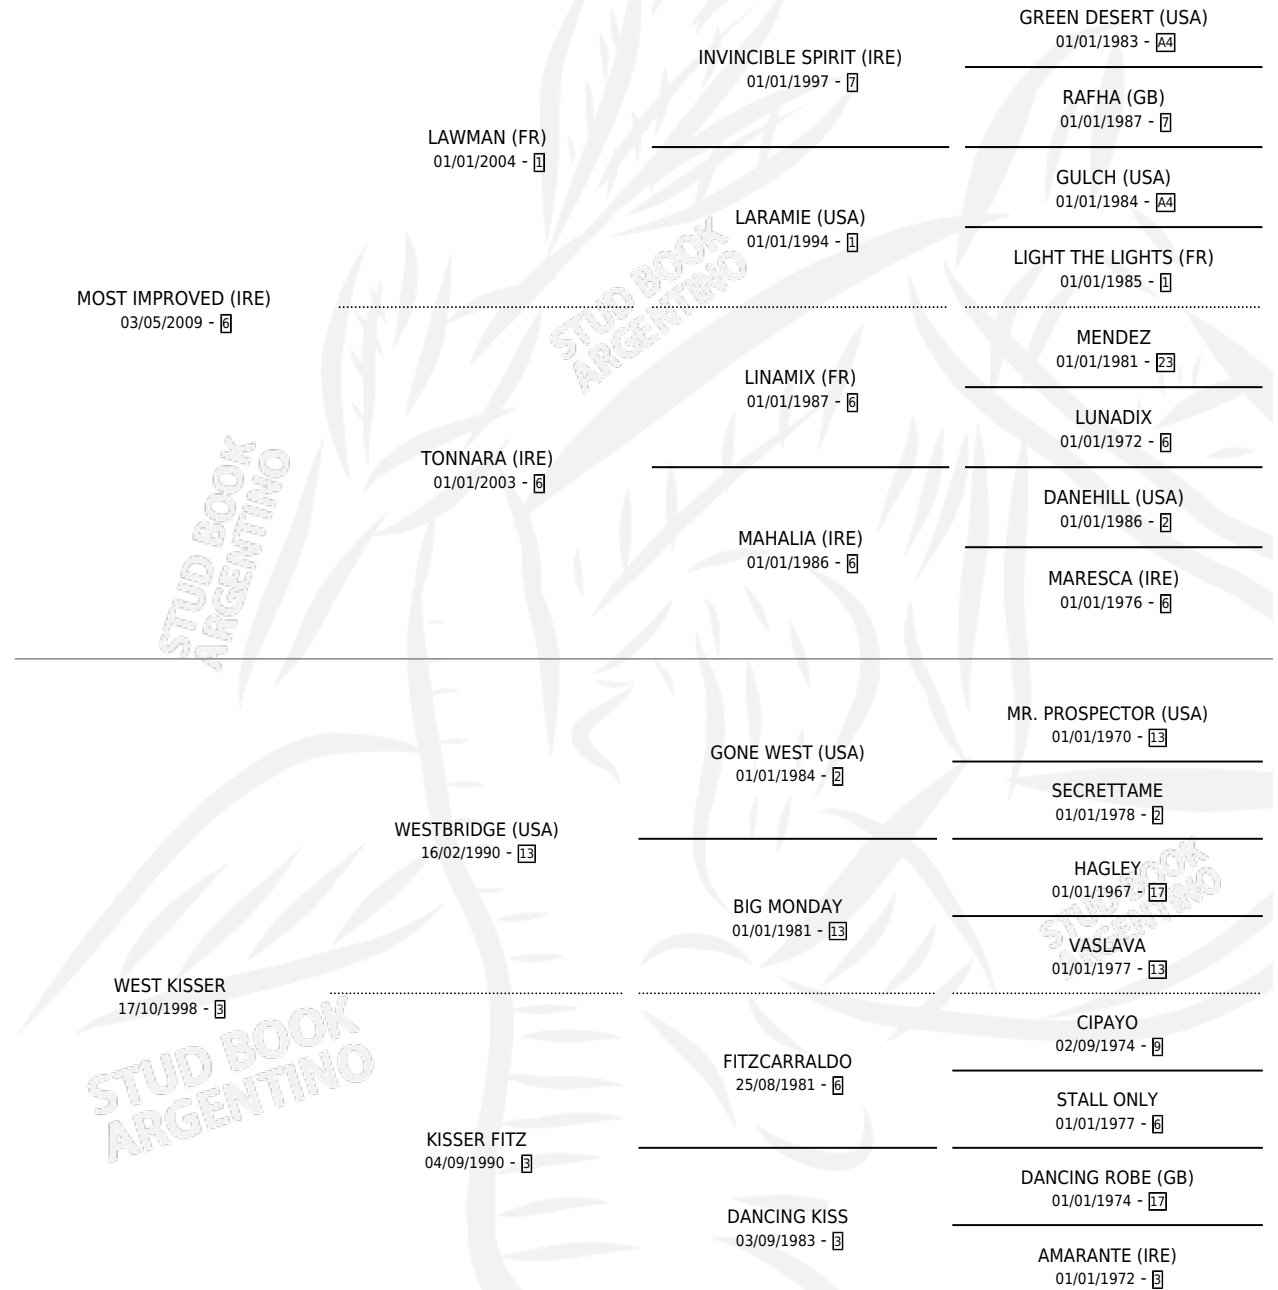 GREEN DESERT (USA)
01/01/1983 - A4
INVINCIBLE SPIRIT (IRE)
01/01/1997 - 7
RAFHA (GB)
01/01/1987 - 7
LAWMAN (FR)
01/01/2004 - 1
GULCH (USA)
01/01/1984 - A4
LARAMIE (USA)
01/01/1994 - 1
LIGHT THE LIGHTS (FR)
01/01/1985 - 1
MOST IMPROVED (IRE)
03/05/2009 - 6
MENDEZ
01/01/1981 - 23
LINAMIX (FR)
01/01/1987 - 6
LUNADIX
01/01/1972 - 6
TONNARA (IRE)
01/01/2003 - 6
DANEHILL (USA)
01/01/1986 - 2
MAHALIA (IRE)
01/01/1986 - 6
MARESCA (IRE)
01/01/1976 - 6
MR. PROSPECTOR (USA)
01/01/1970 - 13
GONE WEST (USA)
01/01/1984 - 2
SECRETTAME
01/01/1978 - 2
WESTBRIDGE (USA)
16/02/1990 - 13
HAGLEY
01/01/1967 - 17
BIG MONDAY
01/01/1981 - 13
VASLAVA
01/01/1977 - 13
WEST KISSER
17/10/1998 - 3
CIPAYO
02/09/1974 - 9
FITZCARRALDO
25/08/1981 - 6
STALL ONLY
01/01/1977 - 6
KISSER FITZ
04/09/1990 - 3
DANCING ROBE (GB)
01/01/1974 - 17
DANCING KISS
03/09/1983 - 3
AMARANTE (IRE)
01/01/1972 - 3
STUD BOOK
ARGENTINO
STUD BOOK
ARGENTINO
STUD BOOK
ARGENTINO
STUD BOOK
ARGENTINO